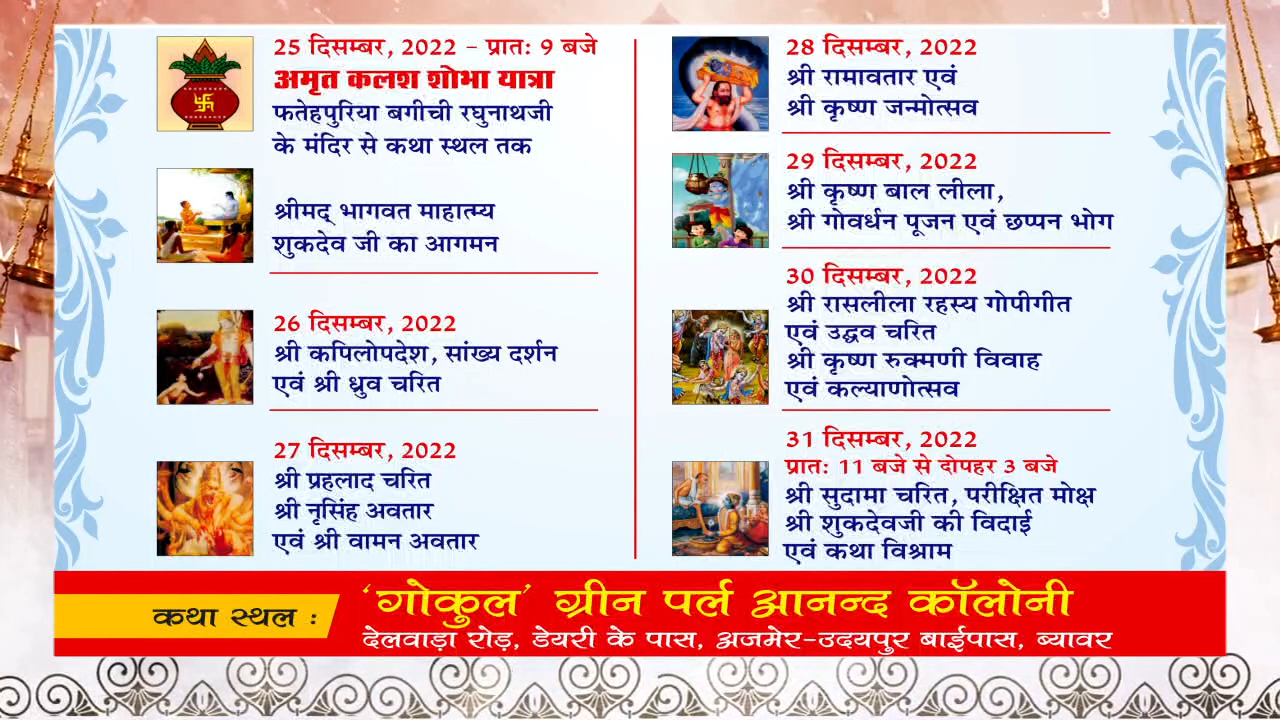 25 दिसम्बर, 2022 - प्रातः 9 बजे
अमृत कलश शोभा यात्रा
फतेहपुरिया बगीची रघुनाथजी
के मंदिर से कथा स्थल तक
श्रीमद् भागवत माहात्म्य
शुकदेव जी का आगमन
26 दिसम्बर, 2022
श्री कपिलोपदेश, सांख्य दर्शन
एवं श्री ध्रुव चरित
27 दिसम्बर, 2022
श्री प्रहलाद चरित
श्री नृसिंह अवतार
एवं श्री वामन अवतार
28 दिसम्बर, 2022
श्री रामावतार एवं
श्री कृष्ण जन्मोत्सव
29 दिसम्बर, 2022
श्री कृष्ण बाल लीला,
श्री गोवर्धन पूजन एवं छप्पन भोग
30 दिसम्बर, 2022
श्री रासलीला रहस्य गोपीगीत
एवं उद्धव चरित
श्री कृष्ण रुक्मणी विवाह
एवं कल्याणोत्सव
31 दिसम्बर, 2022
प्रातः 11 बजे से दोपहर 3 बजे
श्री सुदामा चरित, परीक्षित मोक्ष
श्री शुकदेवजी की विदाई
एवं कथा विश्राम
कथा स्थल :
‘गोकुल’ ग्रीन पर्ल आनन्द कॉलोनी
देलवाड़ा रोड़, डेयरी के पास, अजमेर-उदयपुर बाईपास, ब्यावर